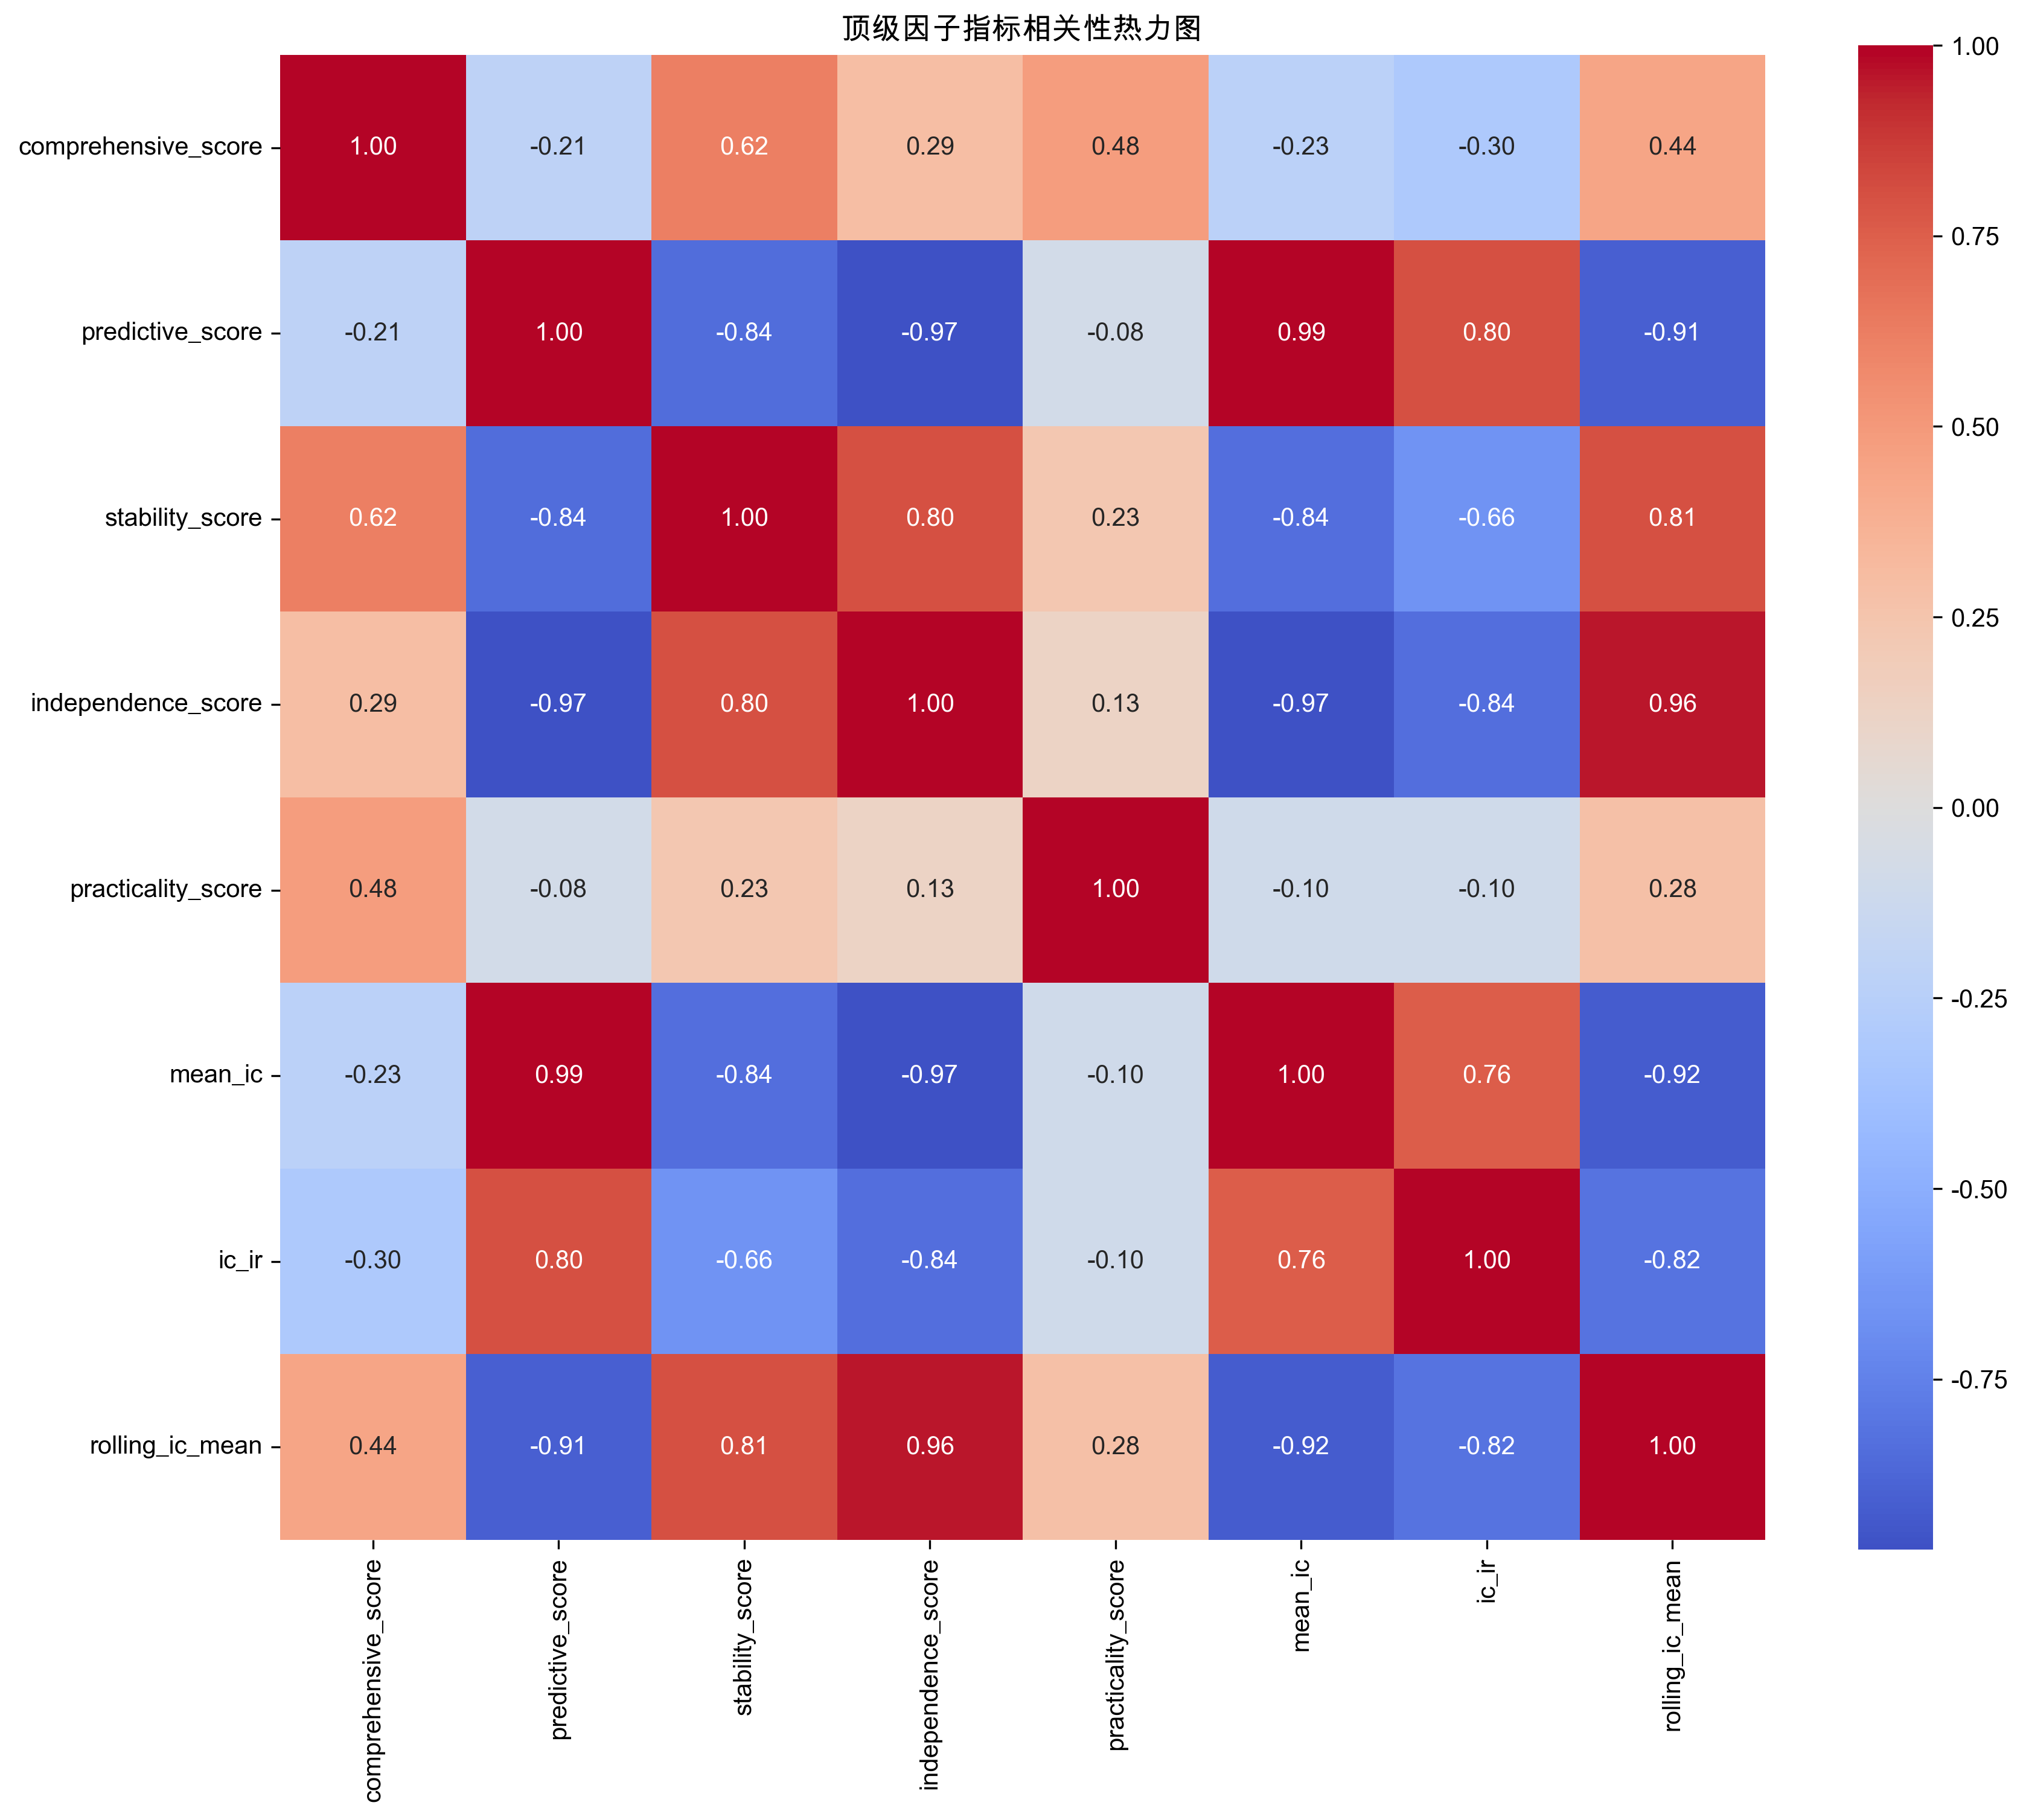 顶级因子指标相关性热力图
comprehensive_score 1.00 -0.21 0.62 0.29 0.48 -0.23 -0.30 0.44
predictive_score -0.21 1.00 -0.84 -0.97 -0.08 0.99 0.80 -0.91
stability_score 0.62 -0.84 1.00 0.80 0.23 -0.84 -0.66 0.81
independence_score 0.29 -0.97 0.80 1.00 0.13 -0.97 -0.84 0.96
practicality_score 0.48 -0.08 0.23 0.13 1.00 -0.10 -0.10 0.28
mean_ic -0.23 0.99 -0.84 -0.97 -0.10 1.00 0.76 -0.92
ic_ir -0.30 0.80 -0.66 -0.84 -0.10 0.76 1.00 -0.82
rolling_ic_mean 0.44 -0.91 0.81 0.96 0.28 -0.92 -0.82 1.00
comprehensive_score
predictive_score
stability_score
independence_score
practicality_score
mean_ic
ic_ir
rolling_ic_mean
1.00
0.75
0.50
0.25
0.00
-0.25
-0.50
-0.75